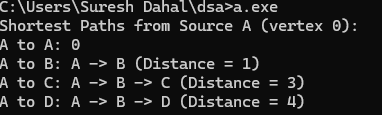 C:\Users\Suresh Dahal\dsa>a.exe
Shortest Paths from Source A (vertex 0):
A to A: 0
A to B: A -> B (Distance = 1)
A to C: A -> B -> C (Distance = 3)
A to D: A -> B -> D (Distance = 4)